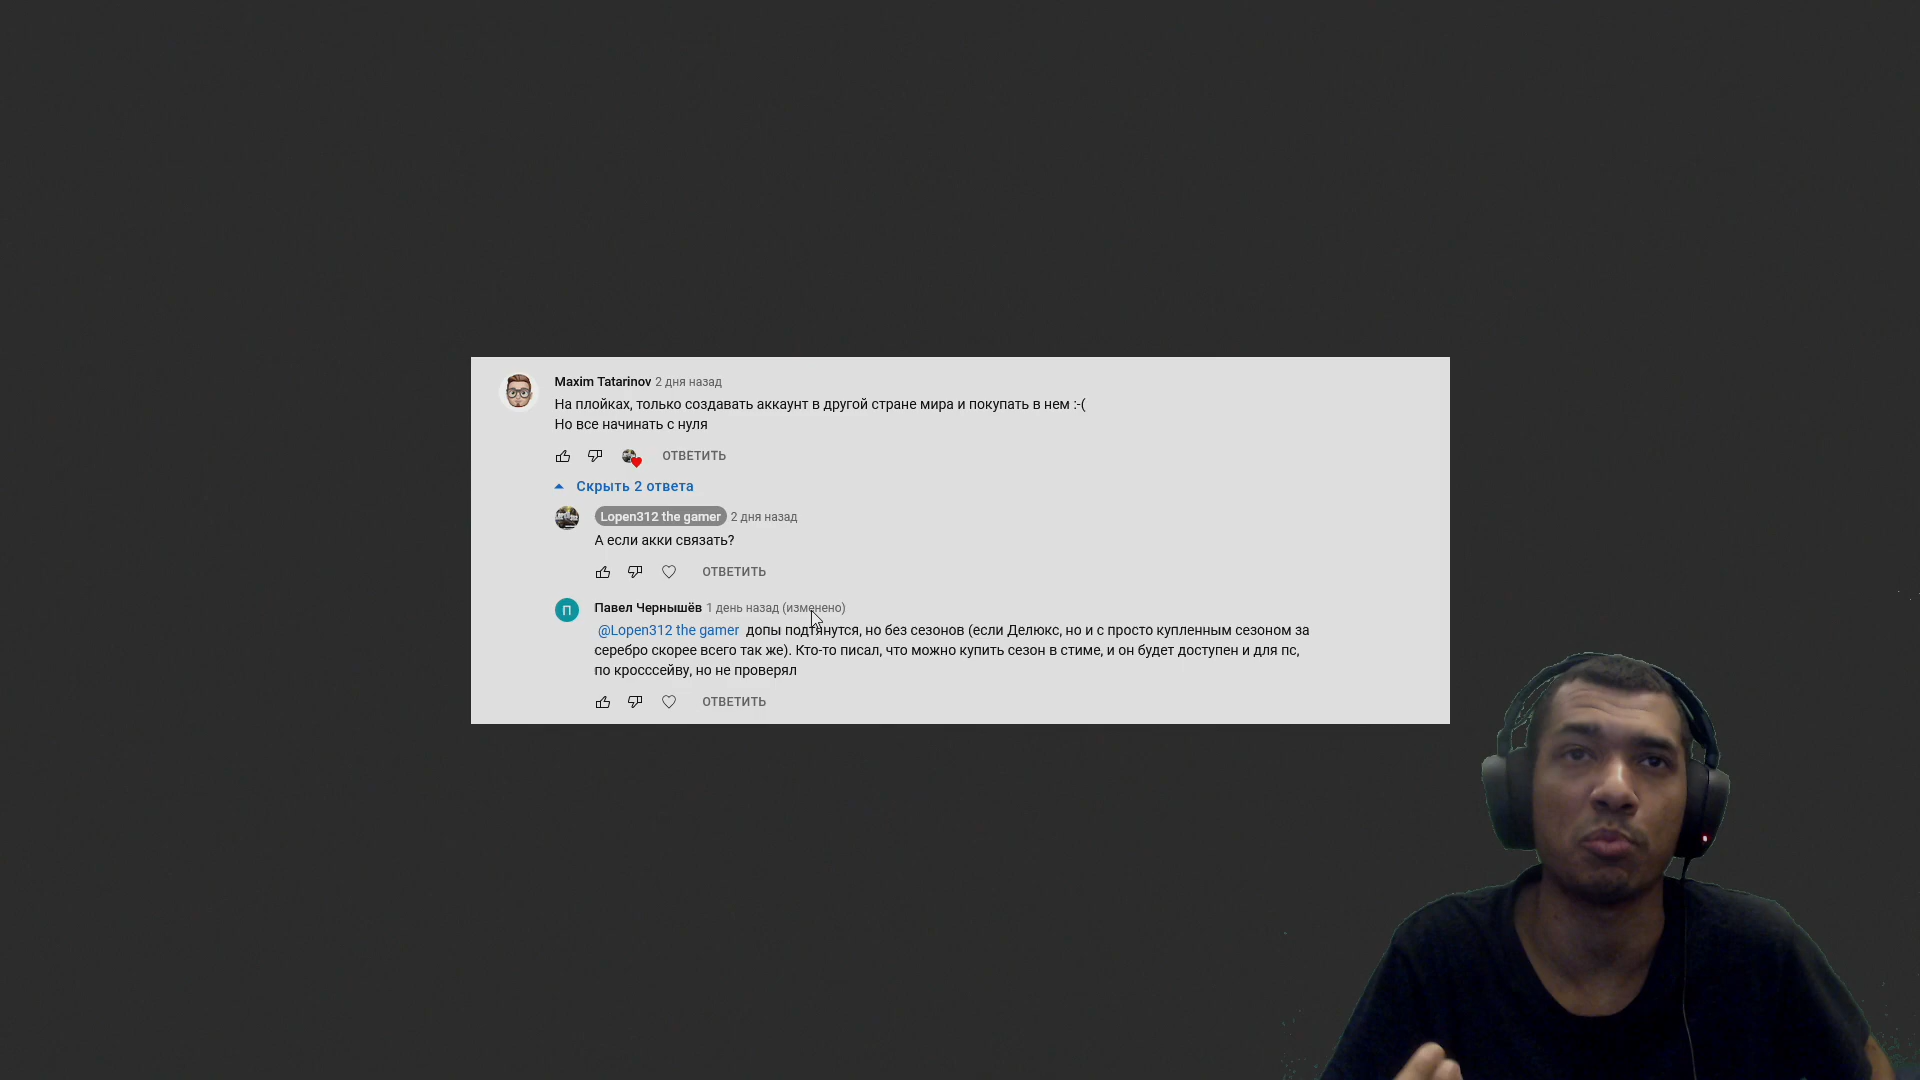 Maxim Tatarinov 2 дня назад
На плойках, только создавать аккаунт в другой стране мира и покупать в нем :-(
Но все начинать с нуля
ОТВЕТИТЬ
Скрыть 2 ответа
Lopen312 the gamer 2 дня назад
А если акки связать?
ОТВЕТИТЬ
П
Павел Чернышёв 1 день назад (изменено)
@Lopen312 the gamer допы подтянутся, но без сезонов (если Делюкс, но и с просто купленным сезоном за
серебро скорее всего так же). Кто-то писал, что можно купить сезон в стиме, и он будет доступен и для пс,
по кросссейву, но не проверял
ОТВЕТИТЬ